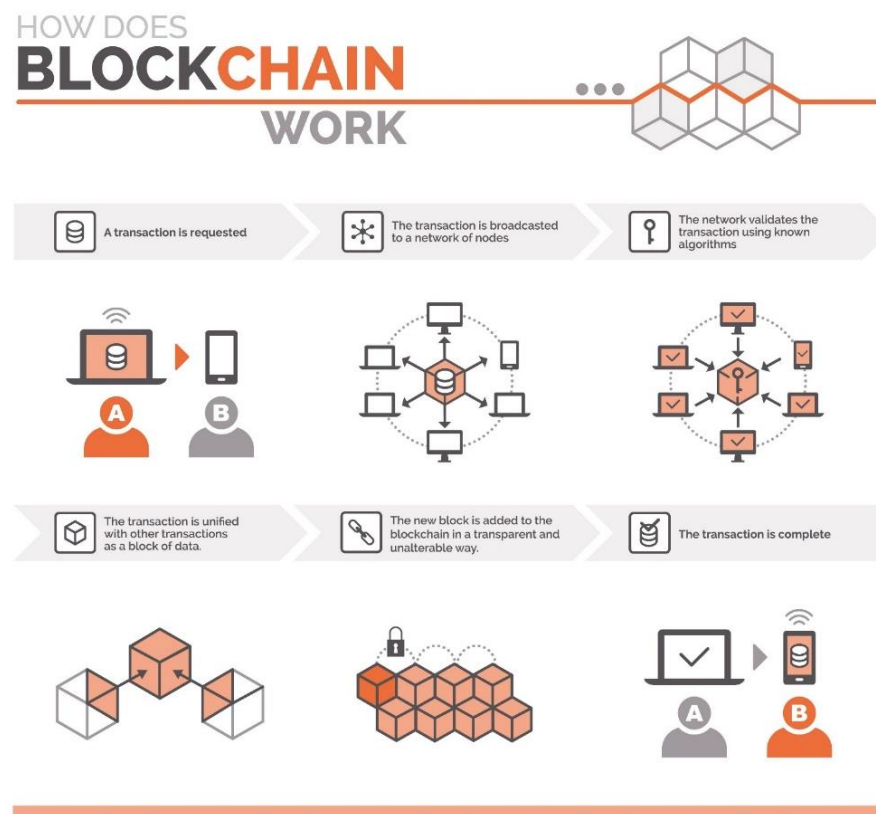 HOW DOES
BLOCKCHAIN
WORK
A transaction is requested
The transaction is broadcasted
to a network of nodes
The network validates the
transaction using known
algorithms
A
B
The transaction is unified
with other transactions
as a block of data.
The new block is added to the
blockchain in a transparent and
unalterable way.
The transaction is complete
A
B